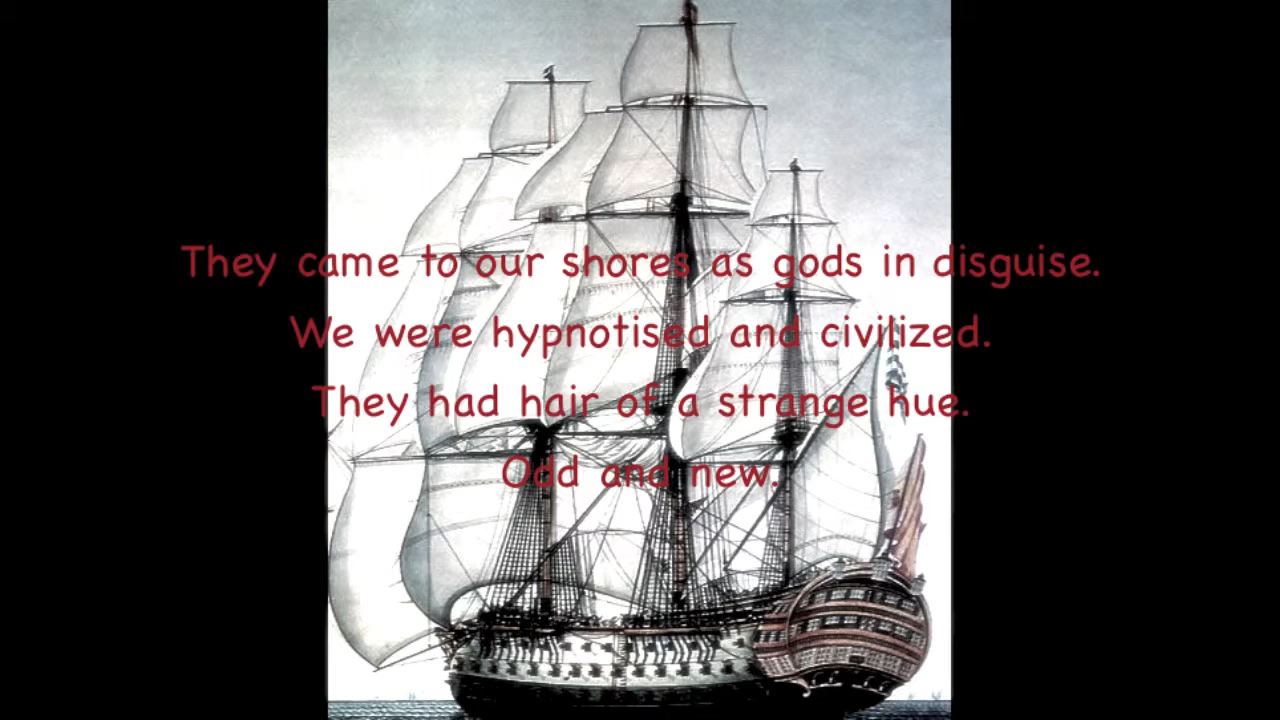 They came to our shores as gods in disguise.
We were hypnotised and civilized.
They had hair of a strange hue.
Odd and new.